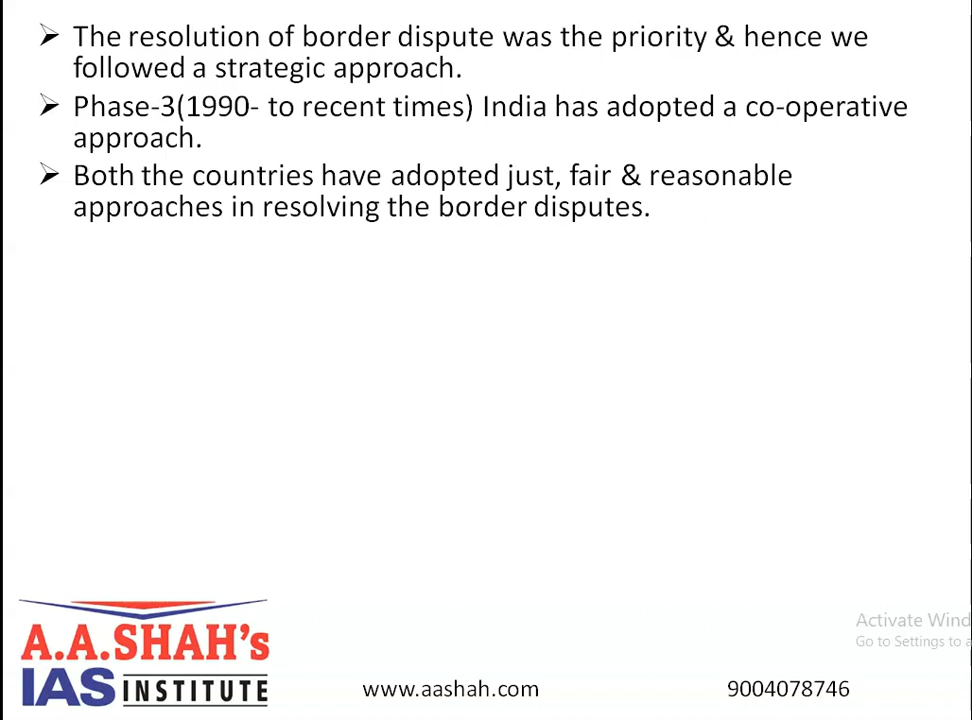 The resolution of border dispute was the priority & hence we
followed a strategic approach.
Phase-3(1990- to recent times) India has adopted a co-operative
approach.
Both the countries have adopted just, fair & reasonable
approaches in resolving the border disputes.
Activate Wind
Go to Settings to a
A.A.SHAH's
IAS INSTITUTE
www.aashah.com
9004078746